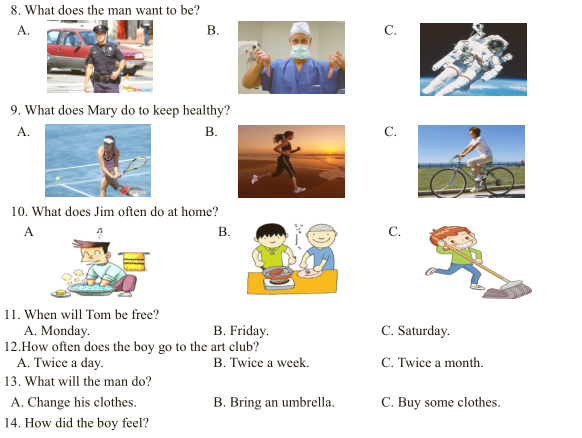 8. What does the man want to be?
A. B. C.
9. What does Mary do to keep healthy?
A. B. C.
10. What does Jim often do at home?
A B. C.
11. When will Tom be free?
A. Monday. B. Friday. C. Saturday.
12.How often does the boy go to the art club?
A. Twice a day. B. Twice a week. C. Twice a month.
13. What will the man do?
A. Change his clothes. B. Bring an umbrella. C. Buy some clothes.
14. How did the boy feel?